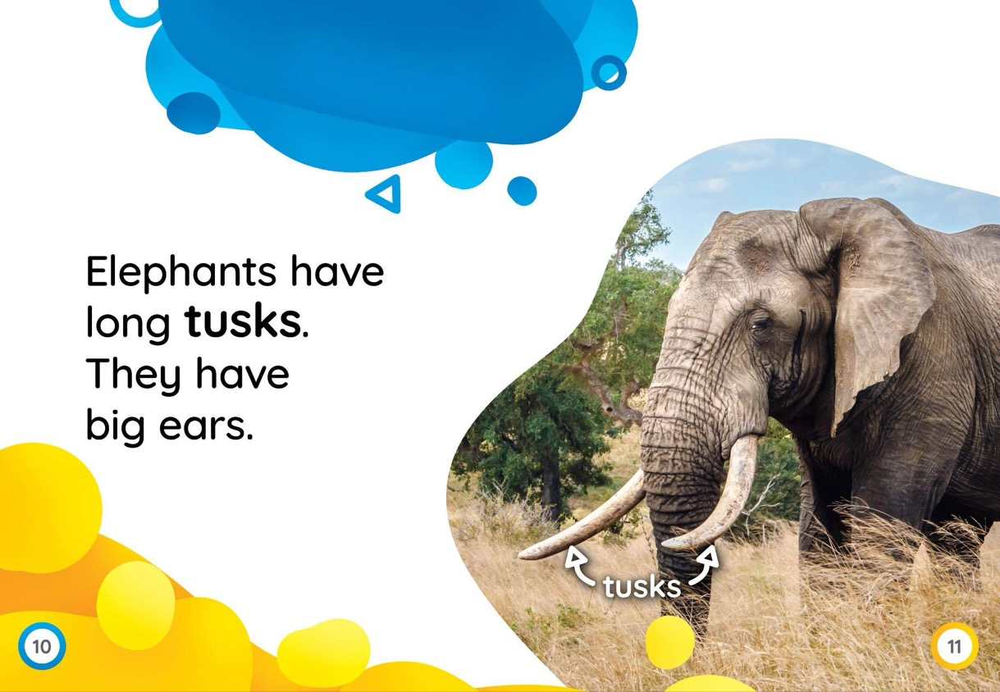 Elephants have
long tusks.
They have
big ears.
tusks
10
11